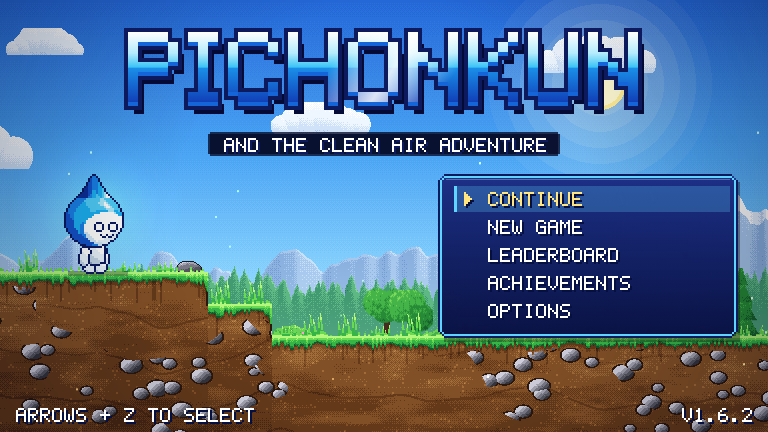 PICHONKUN
AND THE CLEAN AIR ADVENTURE
CONTINUE
NEW GAME
LEADERBOARD
ACHIEVEMENTS
OPTIONS
ARROWS + Z TO SELECT
V1.6.2